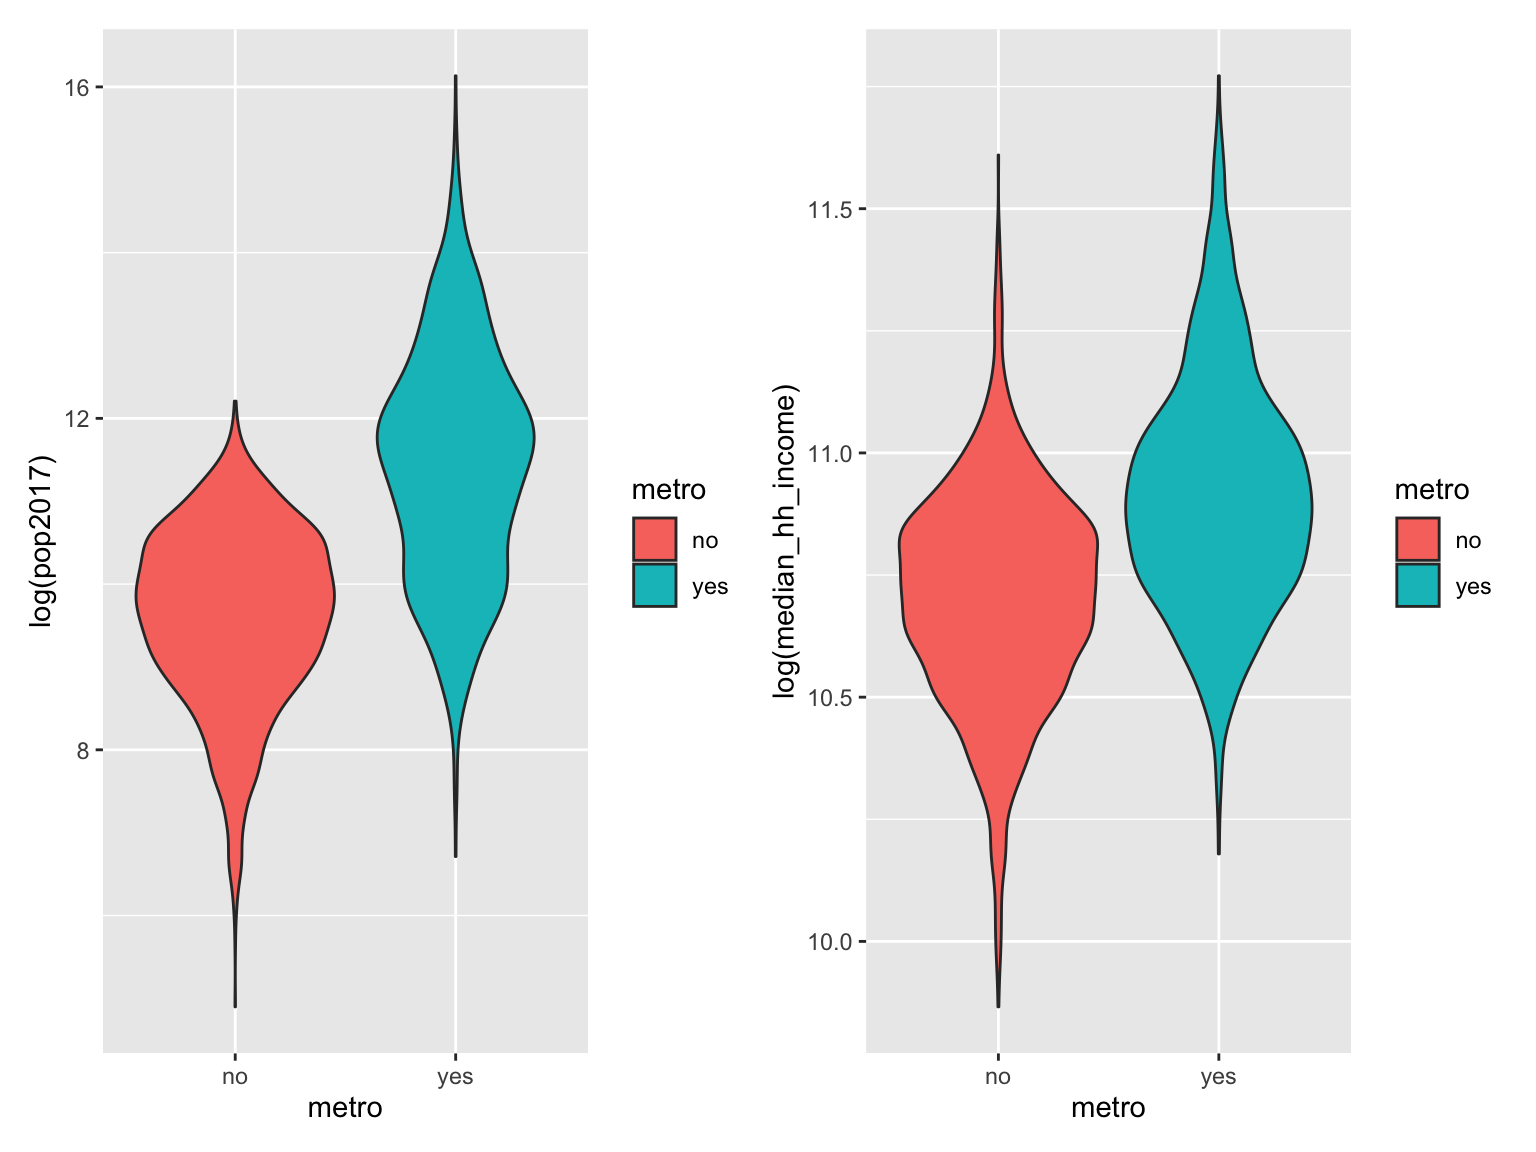 log(pop2017)
16
12
8
no
yes
metro
metro
no
yes
log(median_hh_income)
11.5
11.0
10.5
10.0
no
yes
metro
metro
no
yes